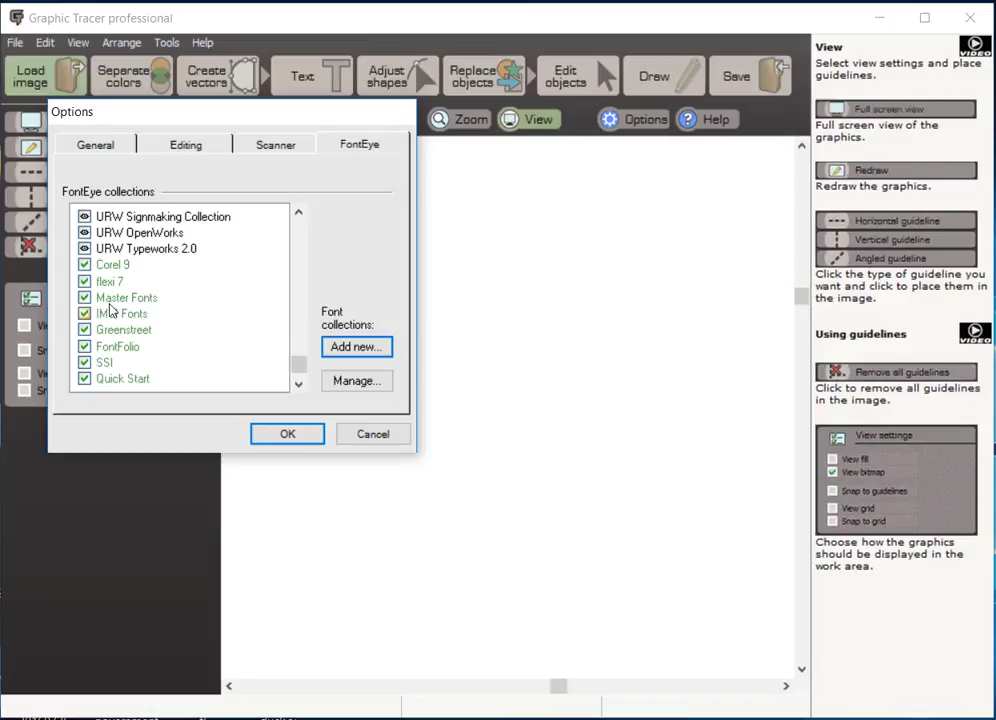 Graphic Tracer professional
File Edit View Arrange Tools Help
Load image
Separate colors
Create vectors
Text
Adjust shapes
Replace objects
Edit objects
Draw
Save
Zoom View Options Help
Options
General Editing Scanner FontEye
FontEye collections
URW Signmaking Collection
URW OpenWorks
URW Typeworks 2.0
Corel 9
flexi 7
Master Fonts
Fonts
Greenstreet
FontFolio
SSI
Quick Start
Font
collections:
Add new...
Manage...
OK Cancel
View
VIDEO
Select view settings and place
guidelines.
Full screen view
Full screen view of the
graphics.
Redraw
Redraw the graphics.
Horizontal guideline
Vertical guideline
Angled guideline
Click the type of guideline you
want and click to place them in
the image.
Using guidelines
VIDEO
Remove all guidelines
Click to remove all guidelines
in the image.
View settings
View fill
View bitmap
Snap to guidelines
View grid
Snap to grid
Choose how the graphics
should be displayed in the
work area.